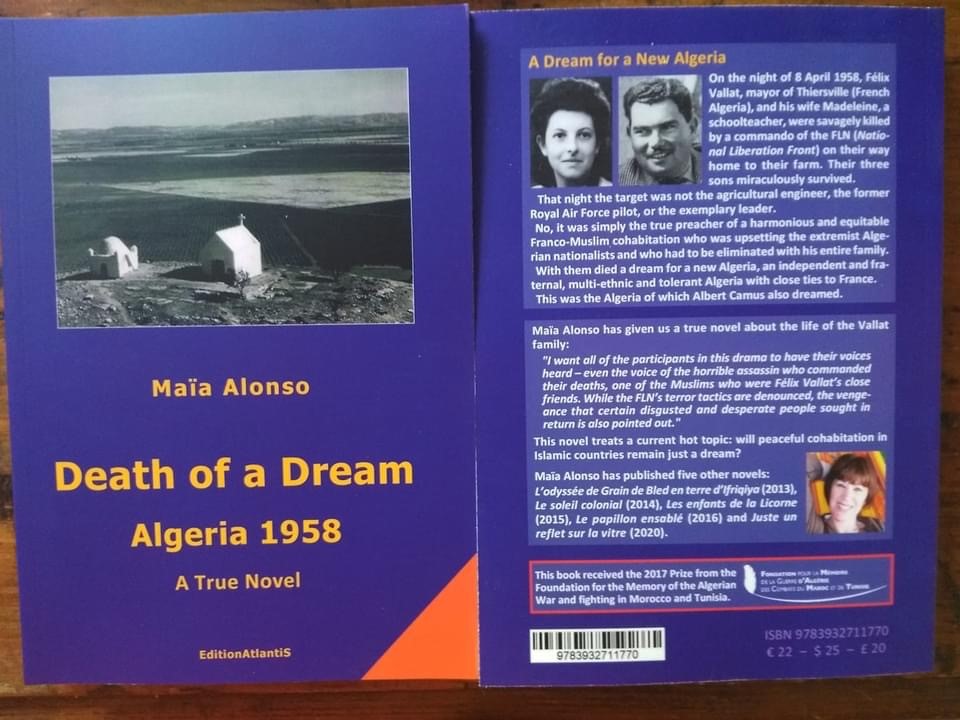 Maïa Alonso
Death of a Dream
Algeria 1958
A True Novel
EditionAtlantiS
A Dream for a New Algeria
On the night of 8 April 1958, Félix
Vallat, mayor of Thiersville (French
Algeria), and his wife Madeleine, a
schoolteacher, were savagely killed
by a commando of the FLN (Natio-
nal Liberation Front) on their way
home to their farm. Their three
sons miraculously survived.
That night the target was not the agricultural engineer, the former
Royal Air Force pilot, or the exemplary leader.
No, it was simply the true preacher of a harmonious and equitable
Franco-Muslim cohabitation who was upsetting the extremist Alge-
rian nationalists and who had to be eliminated with his entire family.
With them died a dream for a new Algeria, an independent and fra-
ternal, multi-ethnic and tolerant Algeria with close ties to France.
This was the Algeria of which Albert Camus also dreamed.
Maïa Alonso has given us a true novel about the life of the Vallat
family:
"I want all of the participants in this drama to have their voices
heard – even the voice of the horrible assassin who commanded
their deaths, one of the Muslims who were Félix Vallat's close
friends. While the FLN's terror tactics are denounced, the venge-
ance that certain disgusted and desperate people sought in
return is also pointed out."
This novel treats a current hot topic: will peaceful cohabitation in
Islamic countries remain just a dream?
Maïa Alonso has published five other novels:
L'odyssée de Grain de Bled en terre d'Ifriqiya (2013),
Le soleil colonial (2014), Les enfants de la Licorne
(2015), Le papillon ensablé (2016) and Juste un
reflet sur la vitre (2020).
This book received the 2017 Prize from the
Foundation for the Memory of the Algerian
War and fighting in Morocco and Tunisia.
Fondation pour la Mémoire
de la Guerre d'Algérie
des Combats du Maroc et de Tunisie
9783932711770
ISBN 9783932711770
€ 22 – $ 25 – £ 20